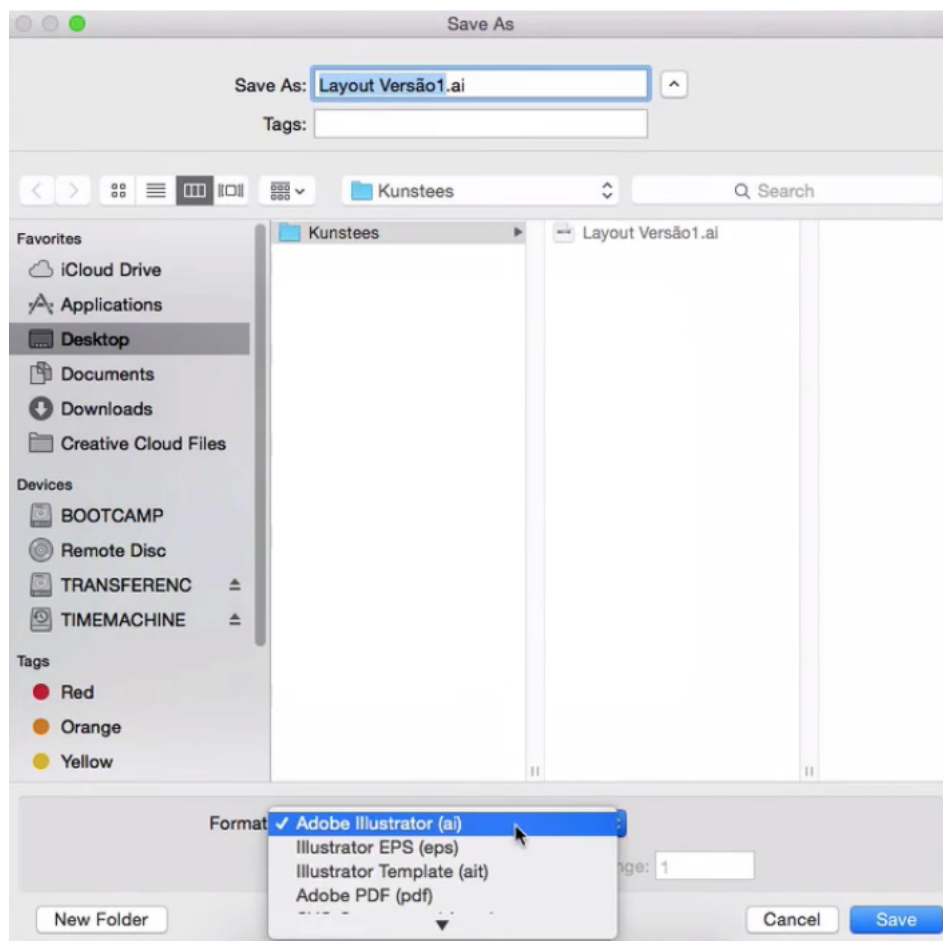 Save As
Save As: Layout Versão1.ai
Tags:
Kunstees
Search
Favorites
iCloud Drive
Applications
Desktop
Documents
Downloads
Creative Cloud Files
Devices
BOOTCAMP
Remote Disc
TRANSFERENC
TIMEMACHINE
Tags
Red
Orange
Yellow
Kunstees
Layout Versão1.ai
Format
Adobe Illustrator (ai)
Illustrator EPS (eps)
Illustrator Template (ait)
Adobe PDF (pdf)
nge: 1
New Folder
Cancel
Save